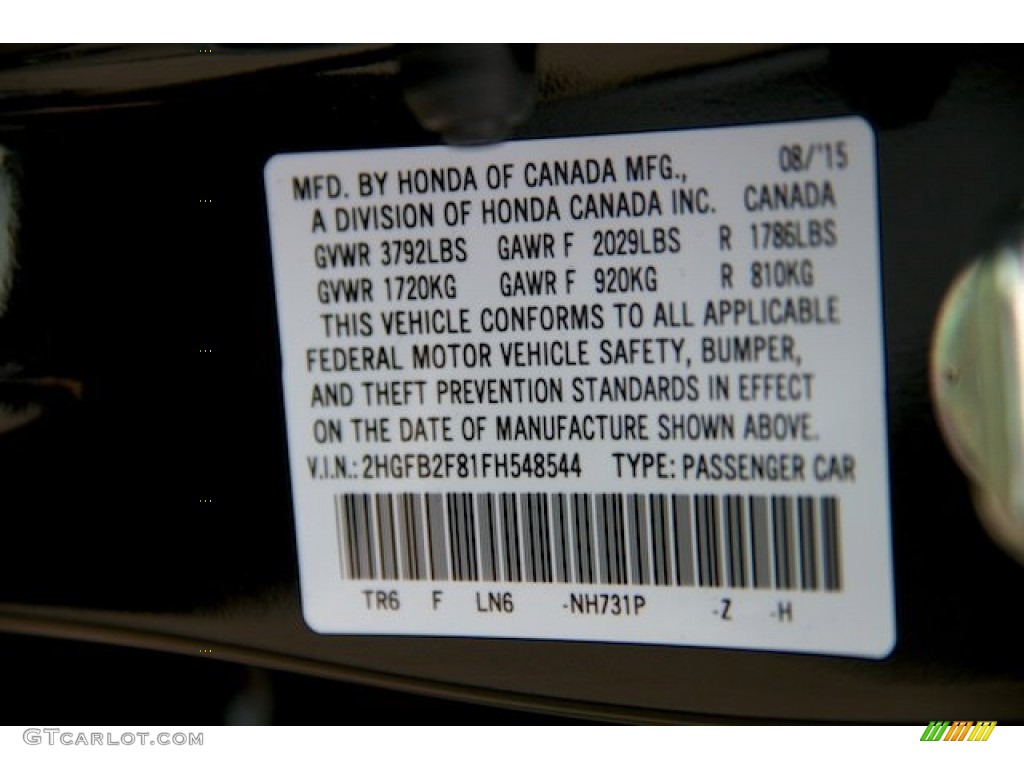 MFD. BY HONDA OF CANADA MFG., 08/'15
A DIVISION OF HONDA CANADA INC. CANADA
GVWR 3792LBS GAWR F 2029LBS R 1786LBS
GVWR 1720KG GAWR F 920KG R 810KG
THIS VEHICLE CONFORMS TO ALL APPLICABLE
FEDERAL MOTOR VEHICLE SAFETY, BUMPER,
AND THEFT PREVENTION STANDARDS IN EFFECT
ON THE DATE OF MANUFACTURE SHOWN ABOVE.
V.I.N.: 2HGFB2F81FH548544 TYPE: PASSENGER CAR
TR6 F LN6 -NH731P -Z -H
GTCARLOT.COM